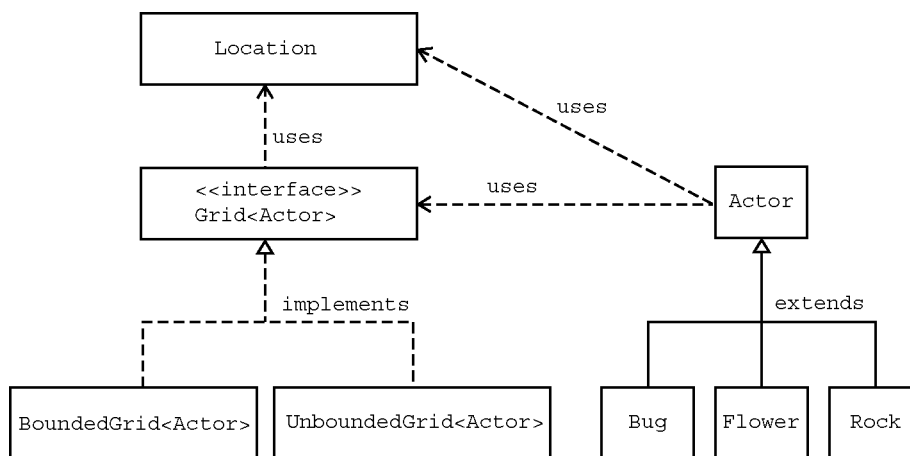 Location
uses
uses
<<interface>>
Grid<Actor>
uses
Actor
implements
extends
BoundedGrid<Actor>
UnboundedGrid<Actor>
Bug
Flower
Rock